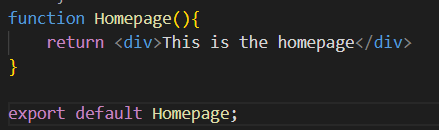 function Homepage(){
    return <div>This is the homepage</div>
}
export default Homepage;